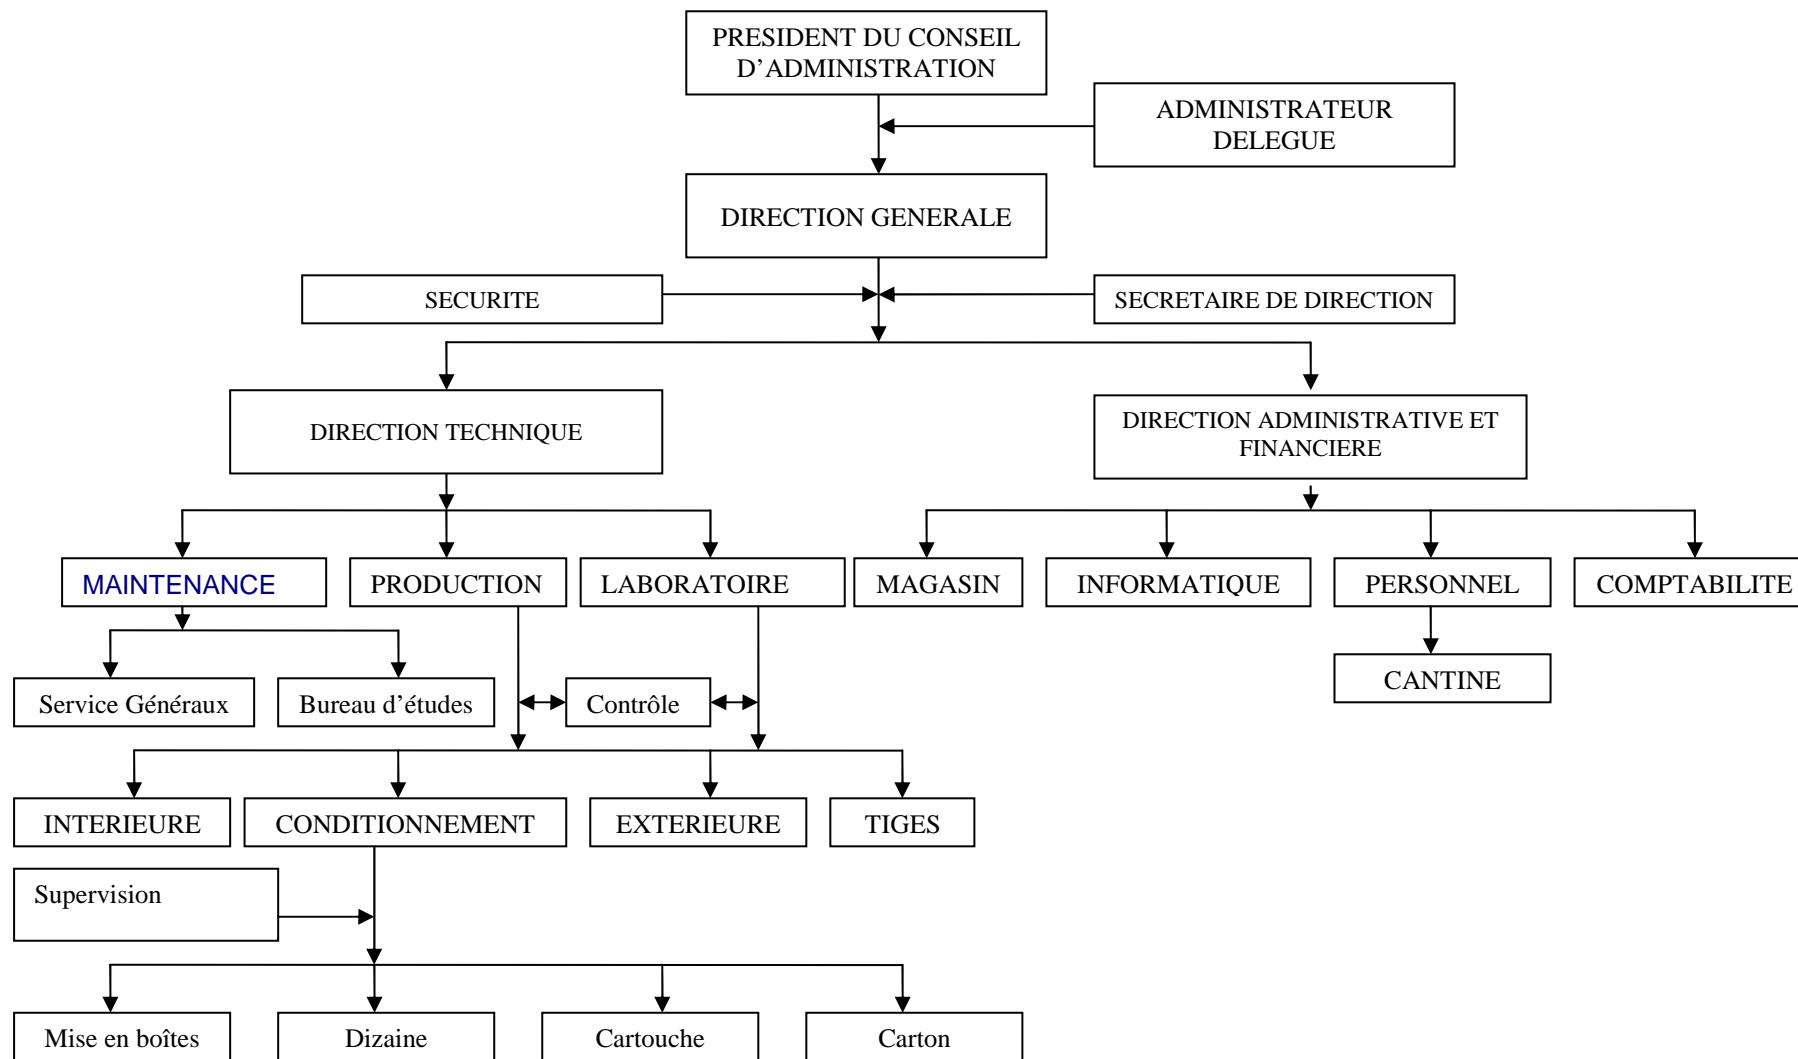 PRESIDENT DU CONSEIL
D’ADMINISTRATION
ADMINISTRATEUR
DELEGUE
DIRECTION GENERALE
SECURITE
SECRETAIRE DE DIRECTION
DIRECTION TECHNIQUE
DIRECTION ADMINISTRATIVE ET
FINANCIERE
MAINTENANCE
PRODUCTION
LABORATOIRE
MAGASIN
INFORMATIQUE
PERSONNEL
COMPTABILITE
Service Généraux
Bureau d’études
Contrôle
CANTINE
INTERIEURE
CONDITIONNEMENT
EXTERIEURE
TIGES
Supervision
Mise en boîtes
Dizaine
Cartouche
Carton